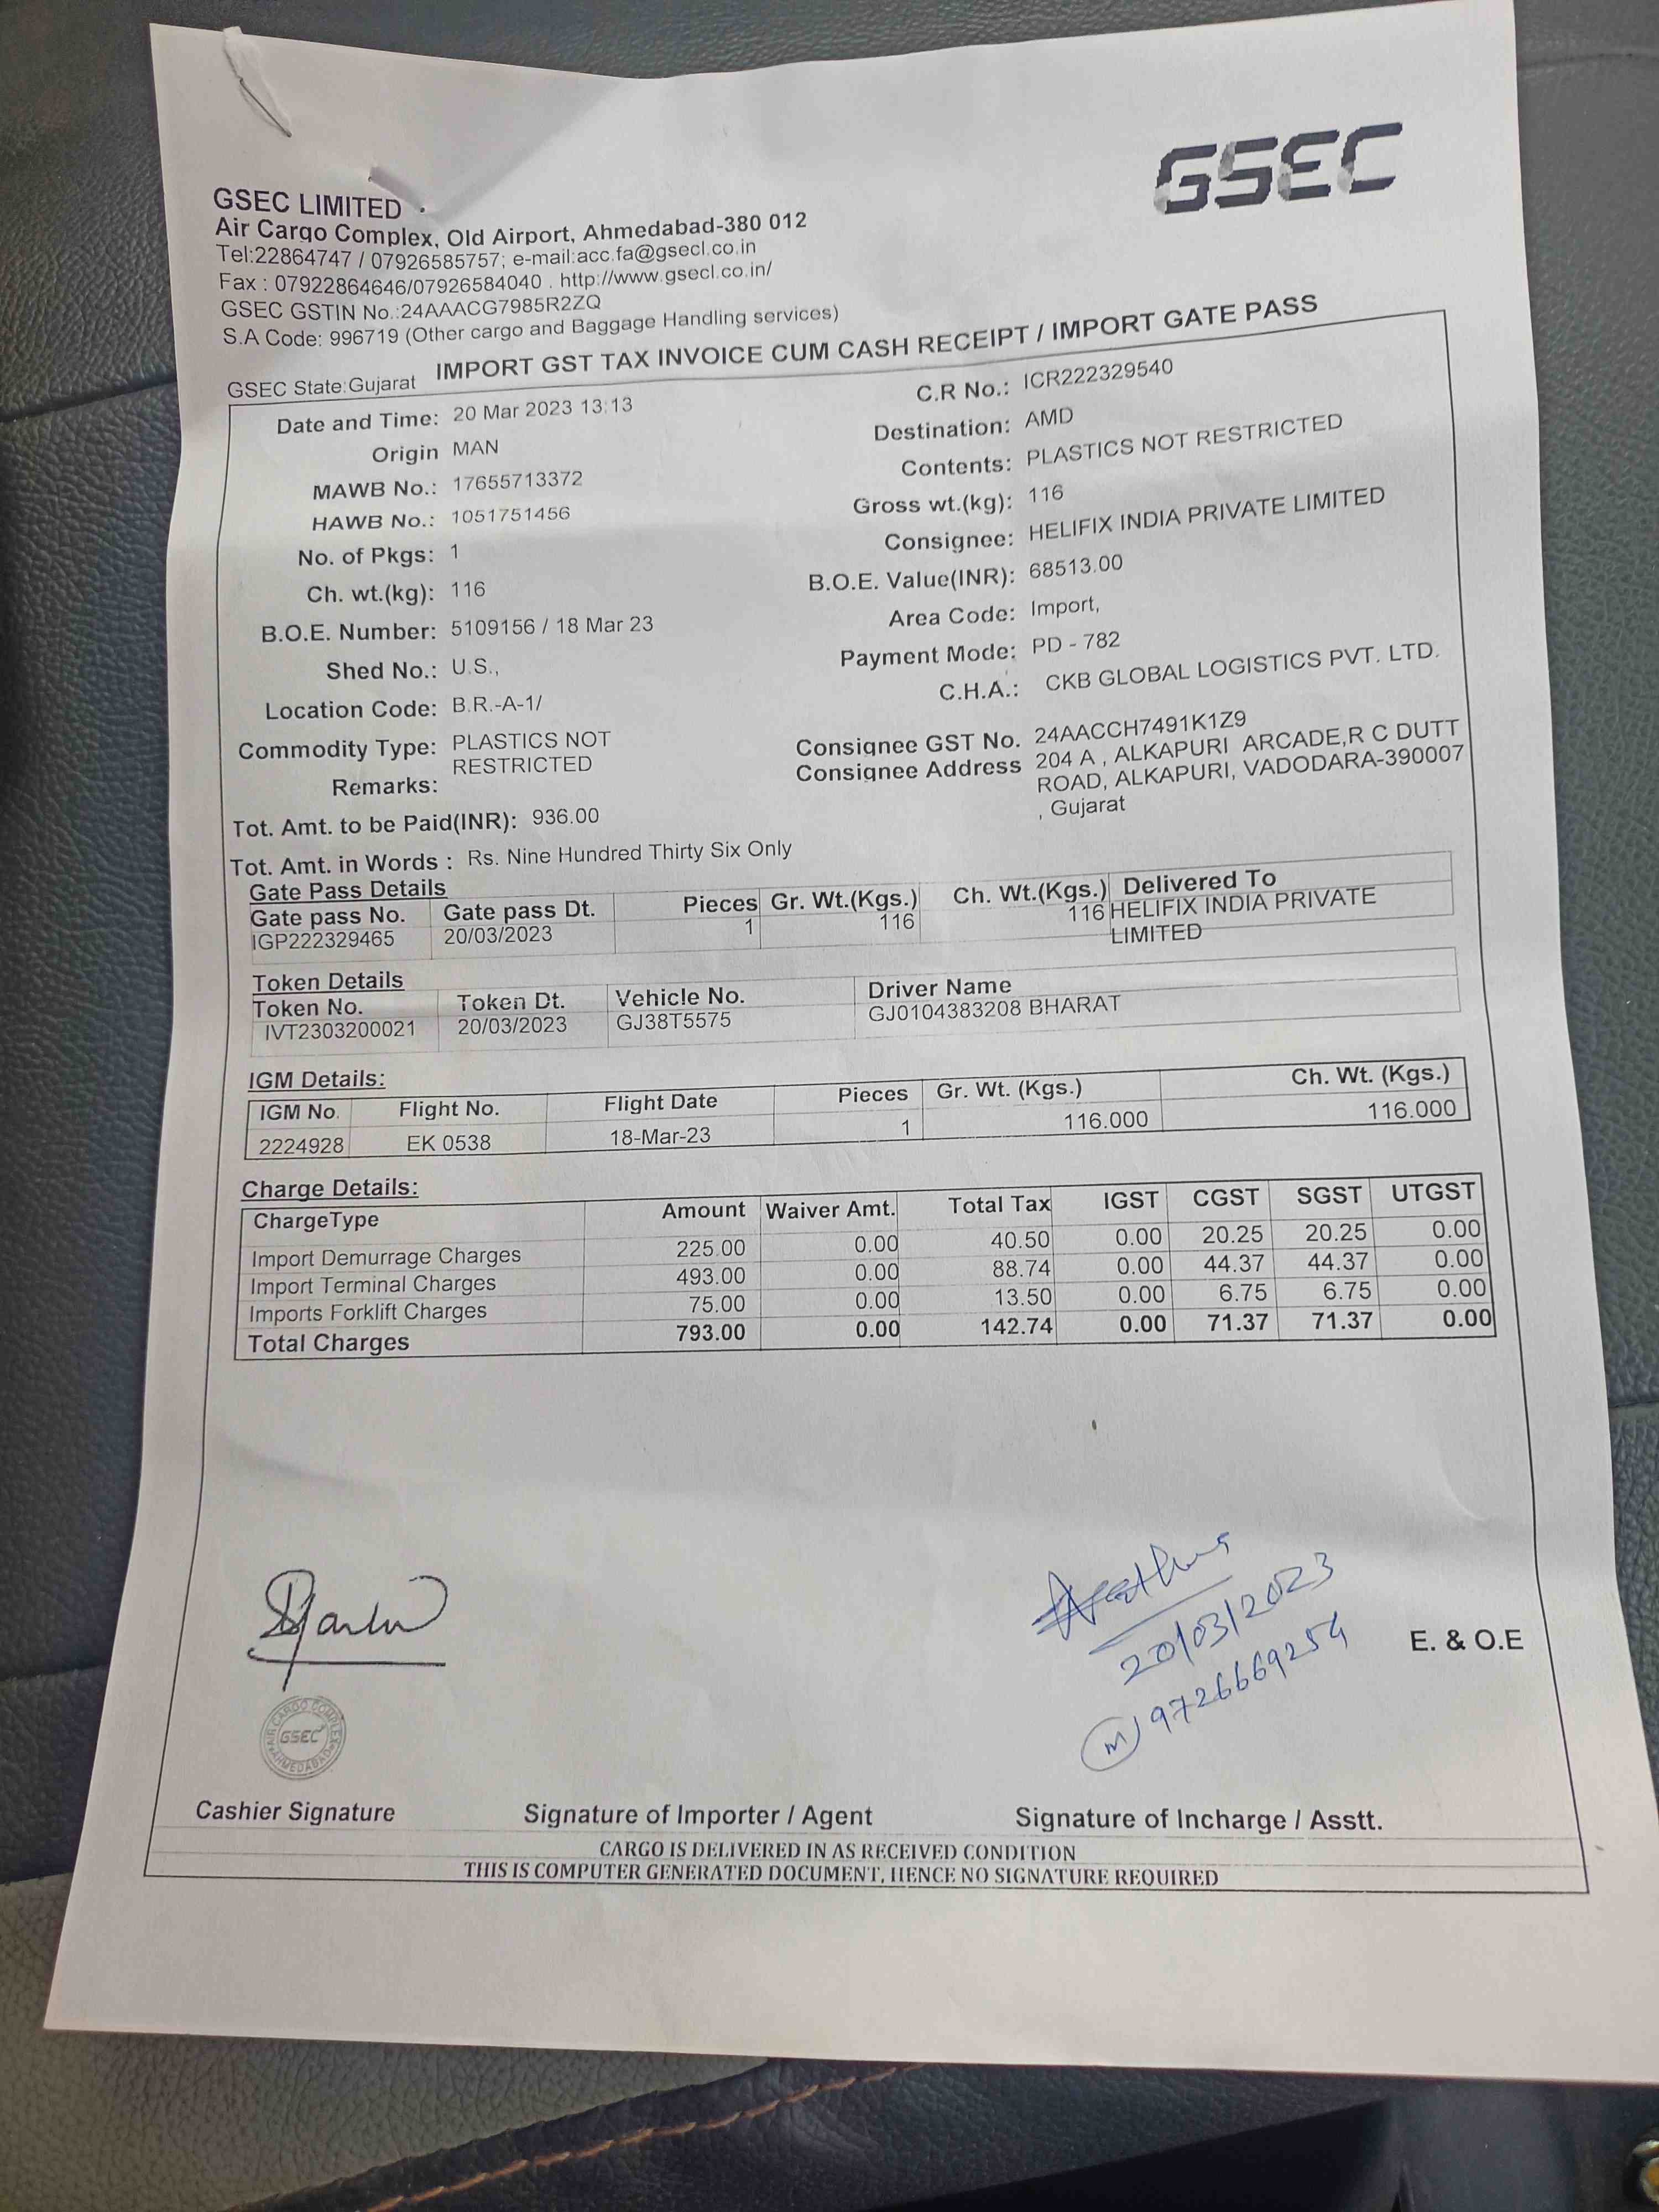 GSEC
GSEC LIMITED
Air Cargo Complex, Old Airport, Ahmedabad-380 012
Tel:22864747 / 07926585757; e-mail:acc.fa@gsecl.co.in
Fax : 07922864646/07926584040 . http://www.gsecl.co.in/
GSEC GSTIN No.:24AAACG7985R2ZQ
S.A Code: 996719 (Other cargo and Baggage Handling services)
IMPORT GST TAX INVOICE CUM CASH RECEIPT / IMPORT GATE PASS
GSEC State:Gujarat
Date and Time: 20 Mar 2023 13:13 C.R No.: ICR222329540
Origin MAN Destination: AMD
MAWB No.: 17655713372 Contents: PLASTICS NOT RESTRICTED
HAWB No.: 1051751456 Gross wt.(kg): 116
No. of Pkgs: 1 Consignee: HELIFIX INDIA PRIVATE LIMITED
Ch. wt.(kg): 116 B.O.E. Value(INR): 68513.00
B.O.E. Number: 5109156 / 18 Mar 23 Area Code: Import,
Shed No.: U.S., Payment Mode: PD - 782
Location Code: B.R.-A-1/ C.H.A.: CKB GLOBAL LOGISTICS PVT. LTD.
Commodity Type: PLASTICS NOT RESTRICTED Consignee GST No. 24AACCH7491K1Z9
Remarks: Consignee Address 204 A , ALKAPURI ARCADE,R C DUTT
ROAD, ALKAPURI, VADODARA-390007
, Gujarat
Tot. Amt. to be Paid(INR): 936.00
Tot. Amt. in Words : Rs. Nine Hundred Thirty Six Only
Gate Pass Details
Gate pass No. Gate pass Dt. Pieces Gr. Wt.(Kgs.) Ch. Wt.(Kgs.) Delivered To
IGP222329465 20/03/2023 1 116 116 HELIFIX INDIA PRIVATE
LIMITED
Token Details
Token No. Token Dt. Vehicle No. Driver Name
IVT2303200021 20/03/2023 GJ38T5575 GJ0104383208 BHARAT
IGM Details:
IGM No. Flight No. Flight Date Pieces Gr. Wt. (Kgs.) Ch. Wt. (Kgs.)
2224928 EK 0538 18-Mar-23 1 116.000 116.000
Charge Details:
ChargeType Amount Waiver Amt. Total Tax IGST CGST SGST UTGST
Import Demurrage Charges 225.00 0.00 40.50 0.00 20.25 20.25 0.00
Import Terminal Charges 493.00 0.00 88.74 0.00 44.37 44.37 0.00
Imports Forklift Charges 75.00 0.00 13.50 0.00 6.75 6.75 0.00
Total Charges 793.00 0.00 142.74 0.00 71.37 71.37 0.00
20/03/2023
M 9726669254
E. & O.E
AIR CARGO COMPLEX
GSEC
AHMEDABAD
Cashier Signature Signature of Importer / Agent Signature of Incharge / Asstt.
CARGO IS DELIVERED IN AS RECEIVED CONDITION
THIS IS COMPUTER GENERATED DOCUMENT, HENCE NO SIGNATURE REQUIRED